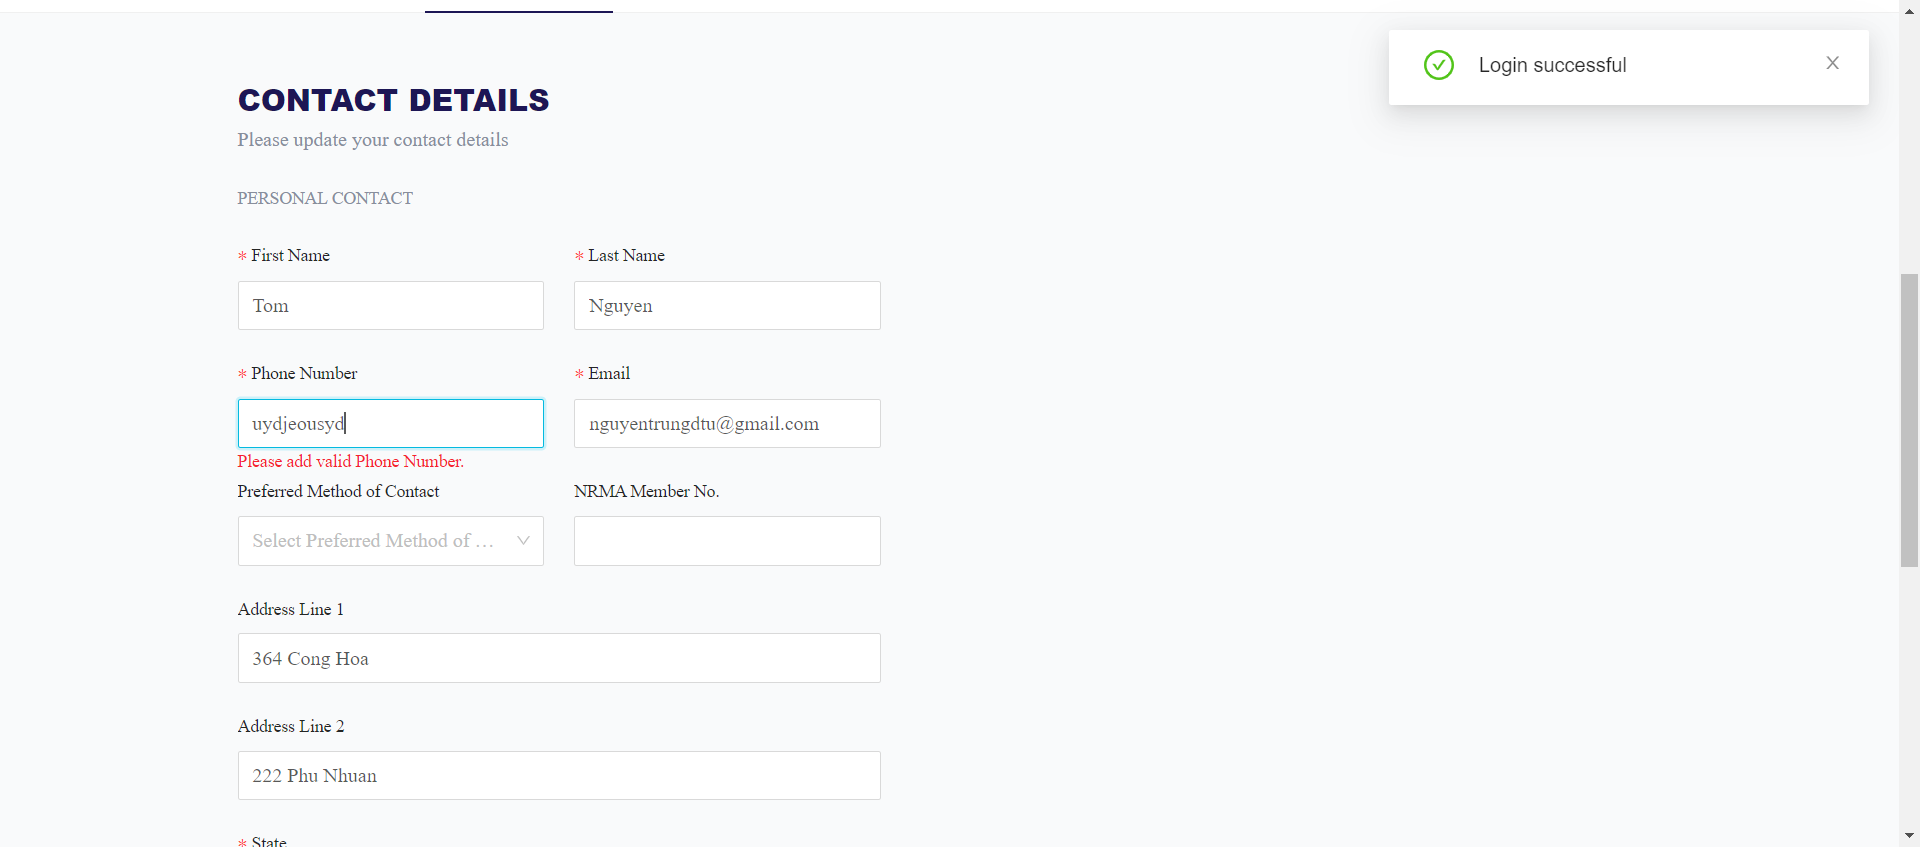 Login successful
CONTACT DETAILS
Please update your contact details
PERSONAL CONTACT
* First Name
* Last Name
Tom
Nguyen
* Phone Number
* Email
uydjeousyd
nguyentrungdtu@gmail.com
Please add valid Phone Number.
Preferred Method of Contact
NRMA Member No.
Select Preferred Method of ...
Address Line 1
364 Cong Hoa
Address Line 2
222 Phu Nhuan
* State